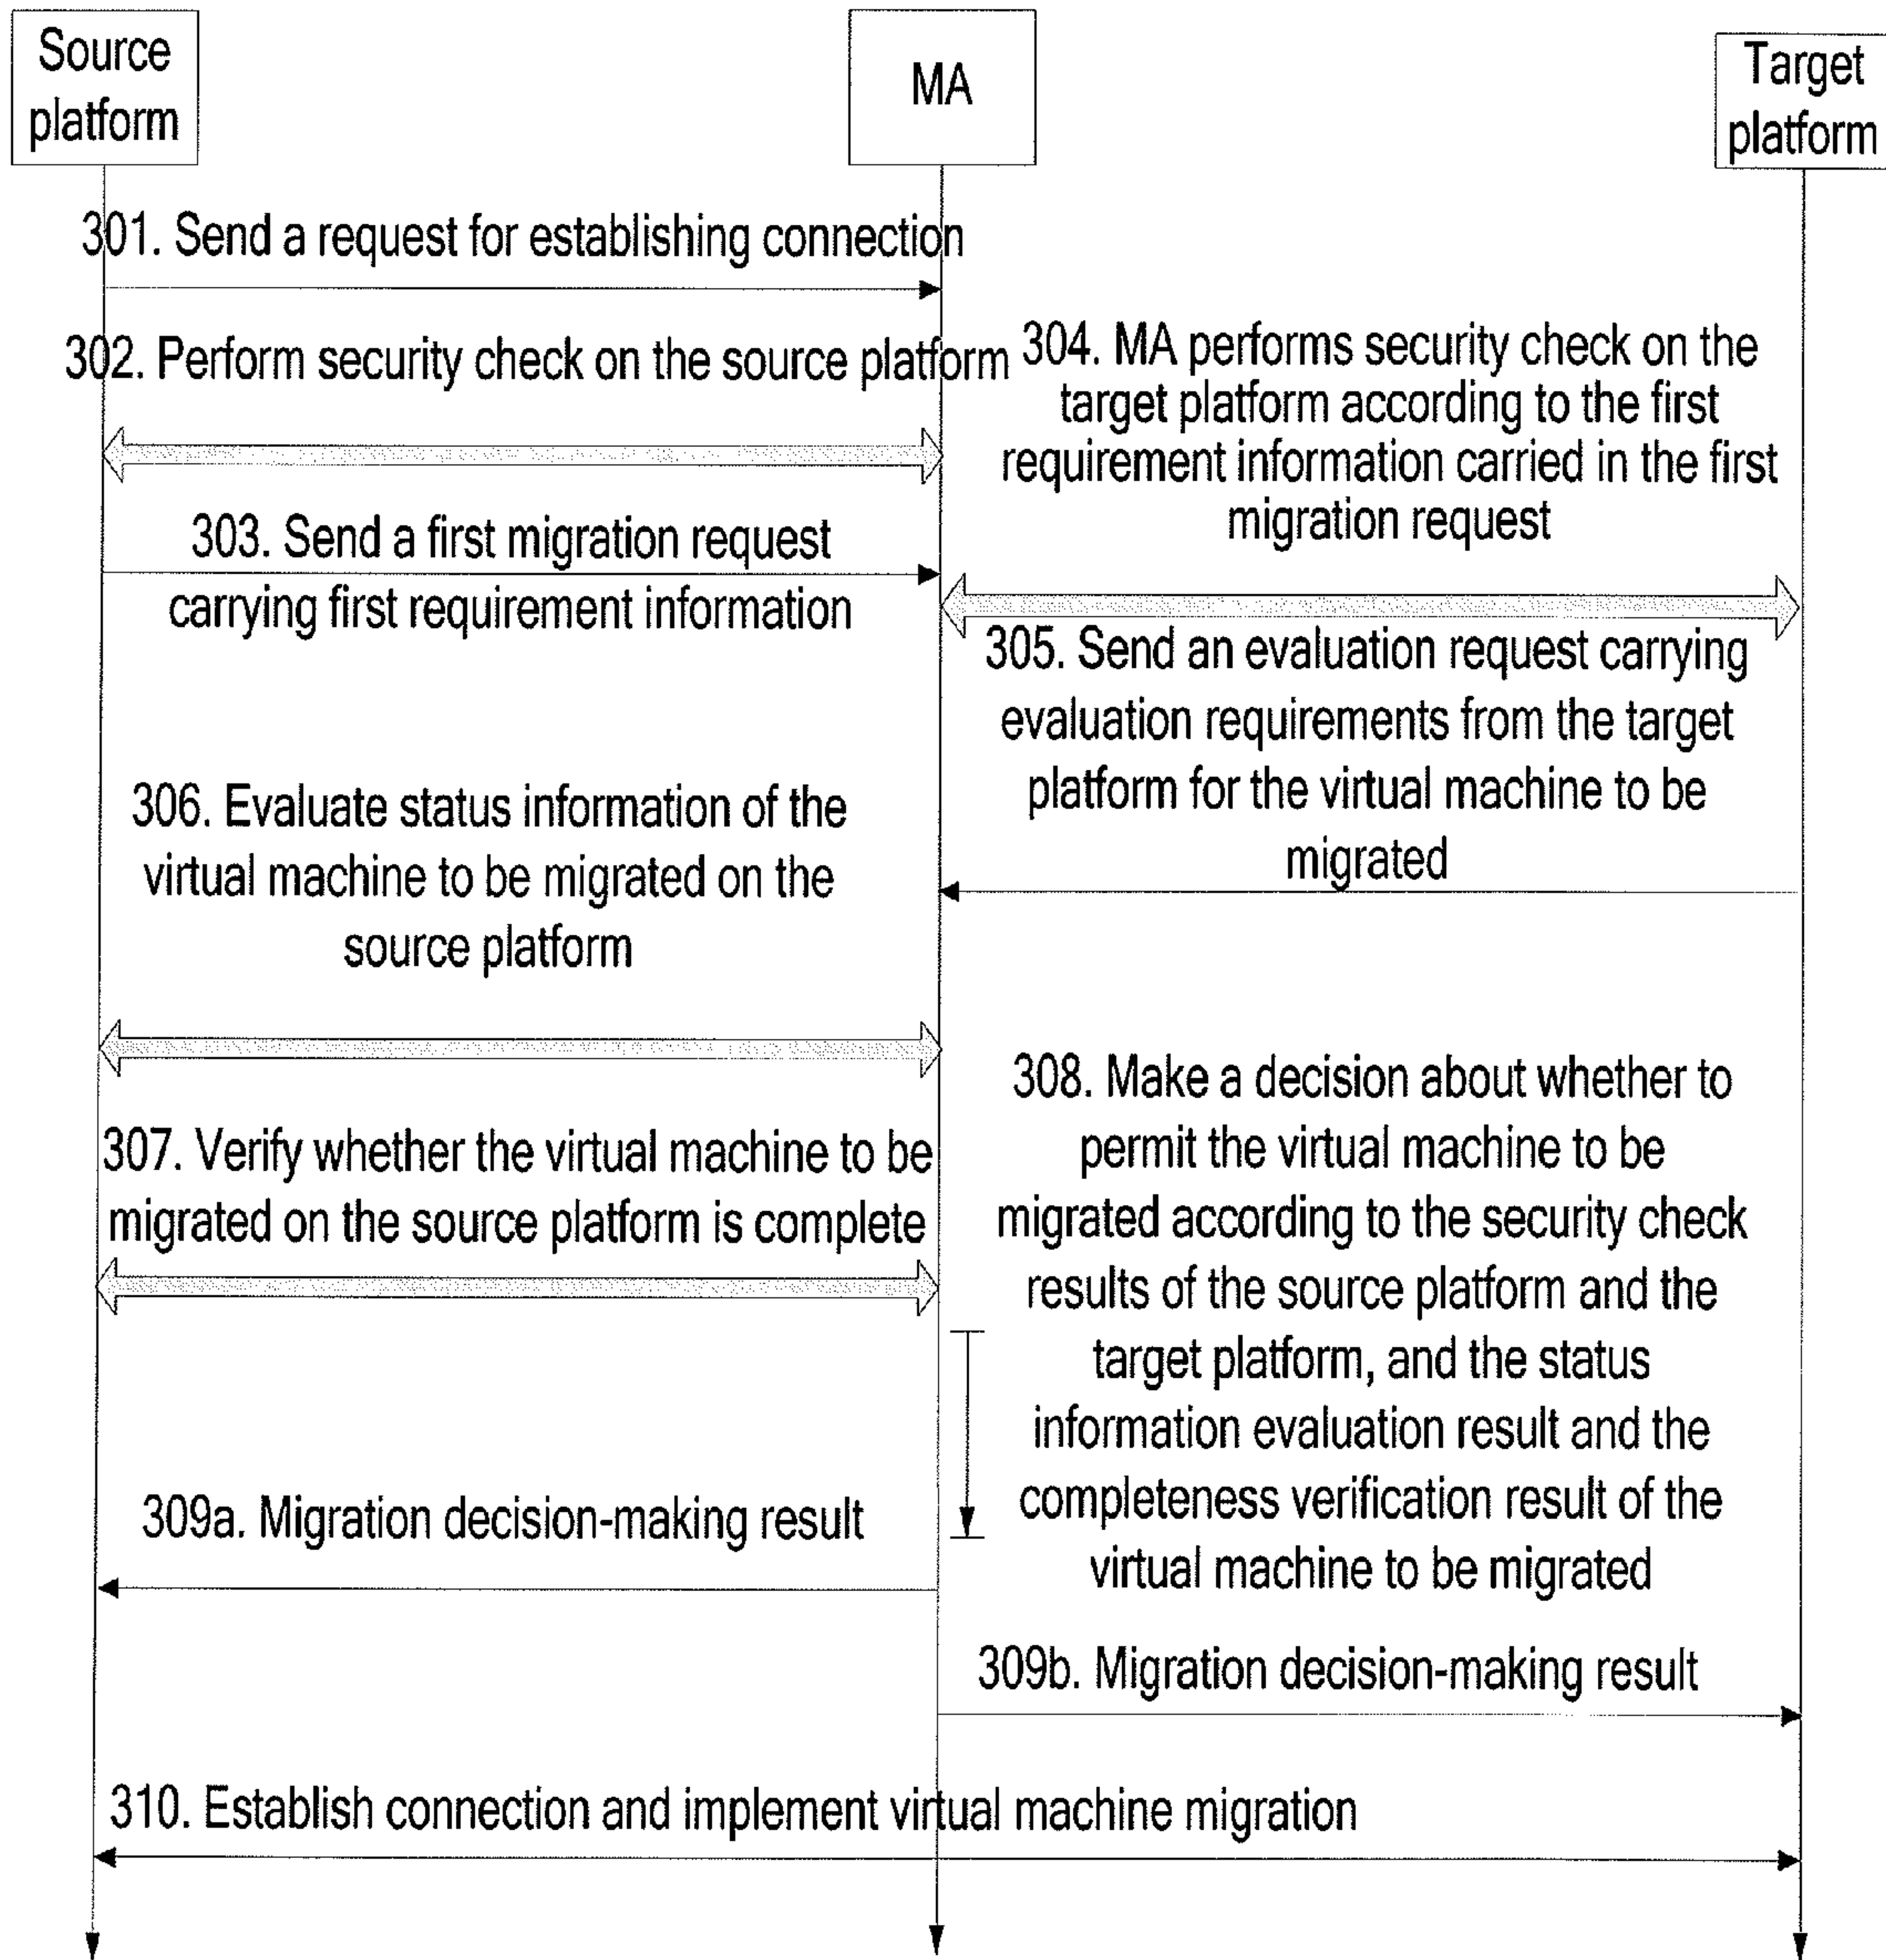 Source
platform
MA
Target
platform
301. Send a request for establishing connection
302. Perform security check on the source platform
303. Send a first migration request
carrying first requirement information
304. MA performs security check on the
target platform according to the first
requirement information carried in the first
migration request
305. Send an evaluation request carrying
evaluation requirements from the target
platform for the virtual machine to be
migrated
306. Evaluate status information of the
virtual machine to be migrated on the
source platform
307. Verify whether the virtual machine to be
migrated on the source platform is complete
308. Make a decision about whether to
permit the virtual machine to be
migrated according to the security check
results of the source platform and the
target platform, and the status
information evaluation result and the
completeness verification result of the
virtual machine to be migrated
309a. Migration decision-making result
309b. Migration decision-making result
310. Establish connection and implement virtual machine migration